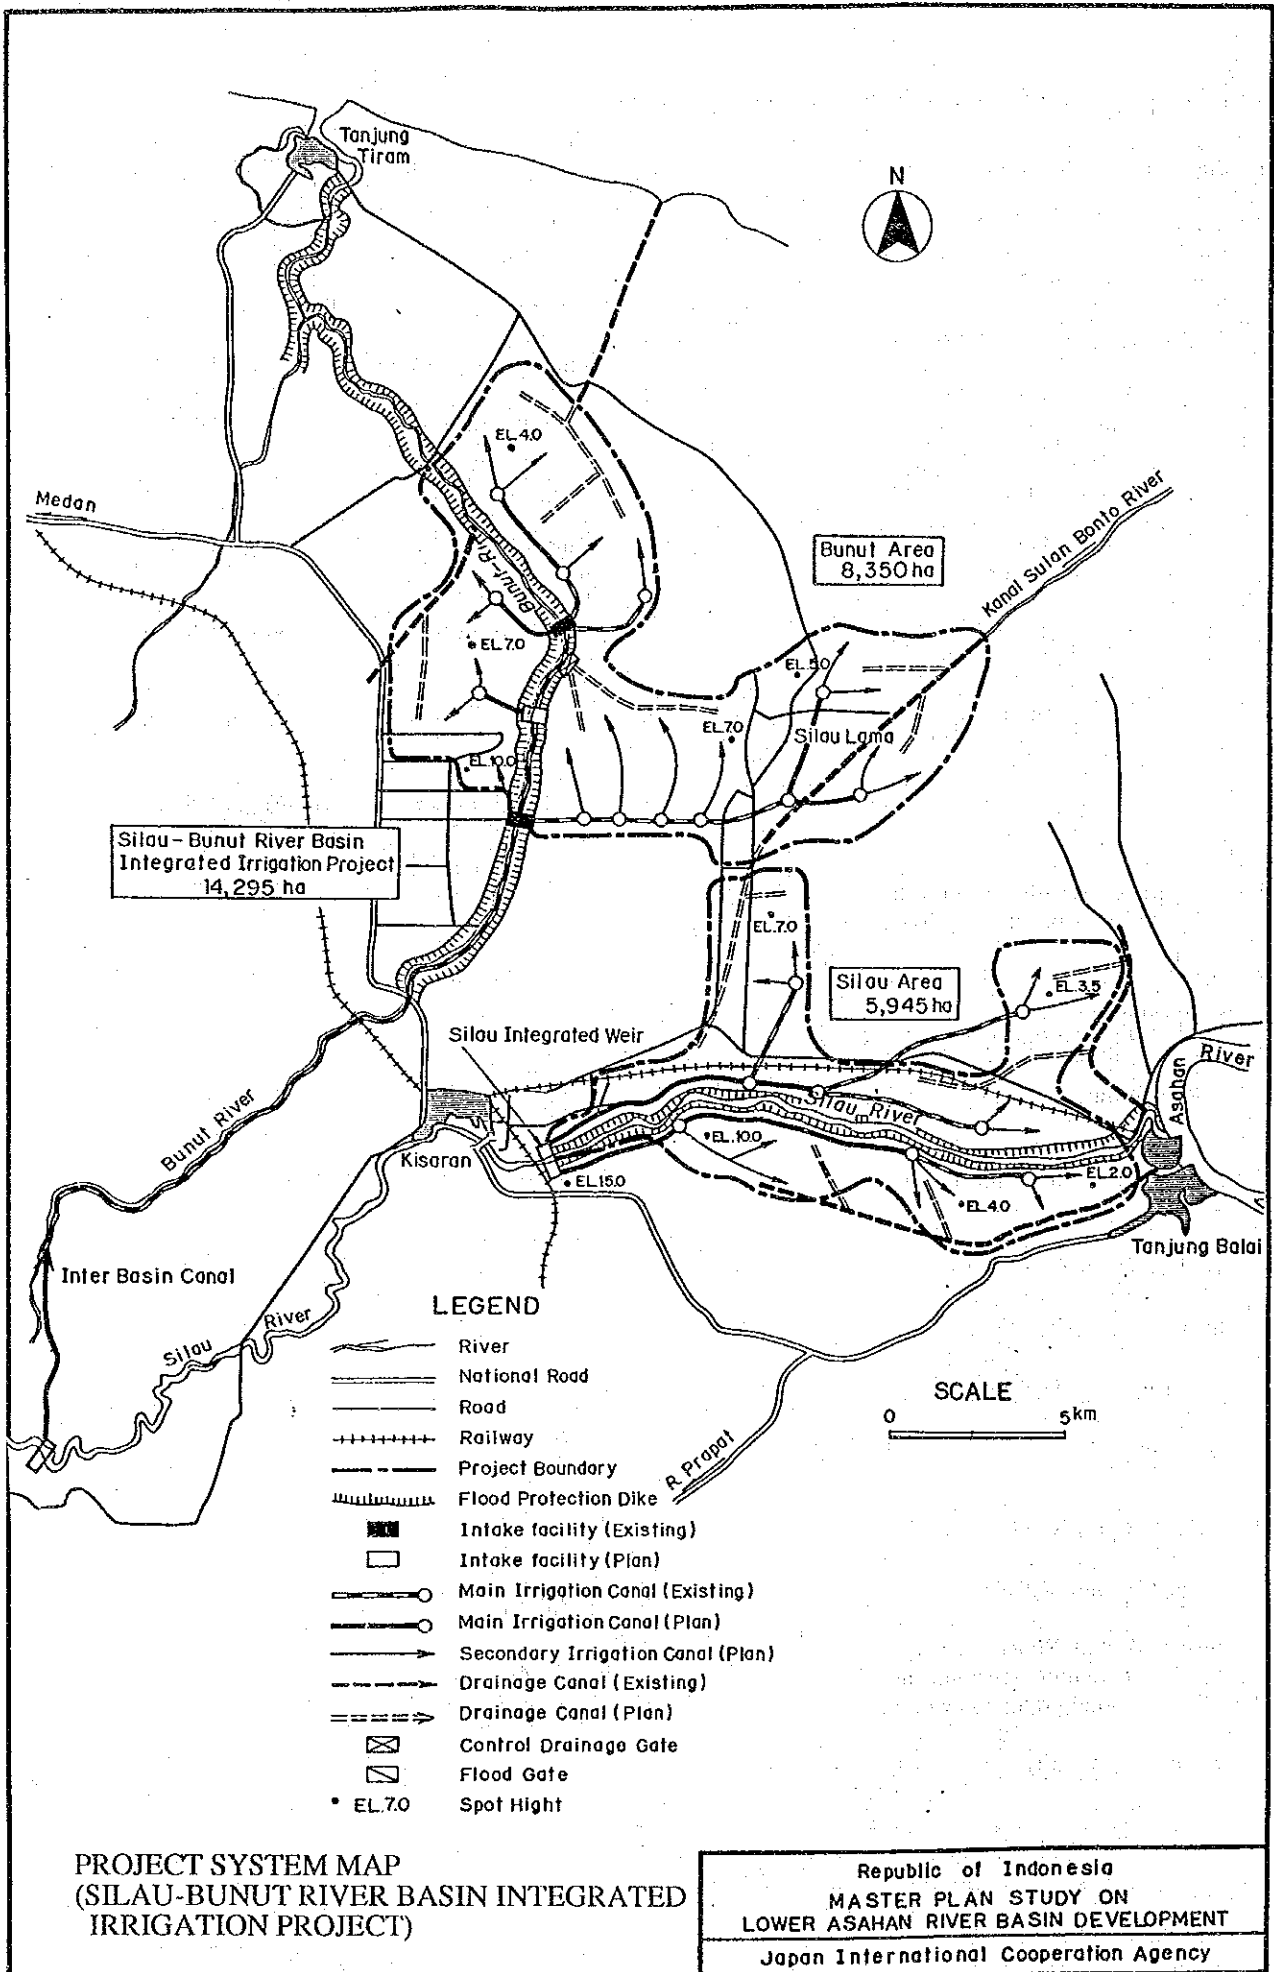 Tanjung
Tiram
N
EL.4.0
Medan
Kanal Sulan Bonto River
Bunut Area
8,350 ha
Bunut-Ri
EL.7.0
EL.5.0
EL.7.0
Silau Lama
EL.10.0
Silau-Bunut River Basin
Integrated Irrigation Project
14,295 ha
EL.7.0
Silau Area
5,945 ha
EL.3.5
Silau Integrated Weir
Asahan River
Silau River
Bunut River
Kisaran
EL.10.0
EL.15.0
EL.2.0
EL.4.0
Tanjung Balai
Inter Basin Canal
Silau River
LEGEND
River
National Road
Road
Railway
Project Boundary
Flood Protection Dike
Intake facility (Existing)
Intake facility (Plan)
Main Irrigation Canal (Existing)
Main Irrigation Canal (Plan)
Secondary Irrigation Canal (Plan)
Drainage Canal (Existing)
Drainage Canal (Plan)
Control Drainage Gate
Flood Gate
EL.7.0 Spot Hight
SCALE
0 5km
R. Prapat
PROJECT SYSTEM MAP
(SILAU-BUNUT RIVER BASIN INTEGRATED
IRRIGATION PROJECT)
Republic of Indonesia
MASTER PLAN STUDY ON
LOWER ASAHAN RIVER BASIN DEVELOPMENT
Japan International Cooperation Agency